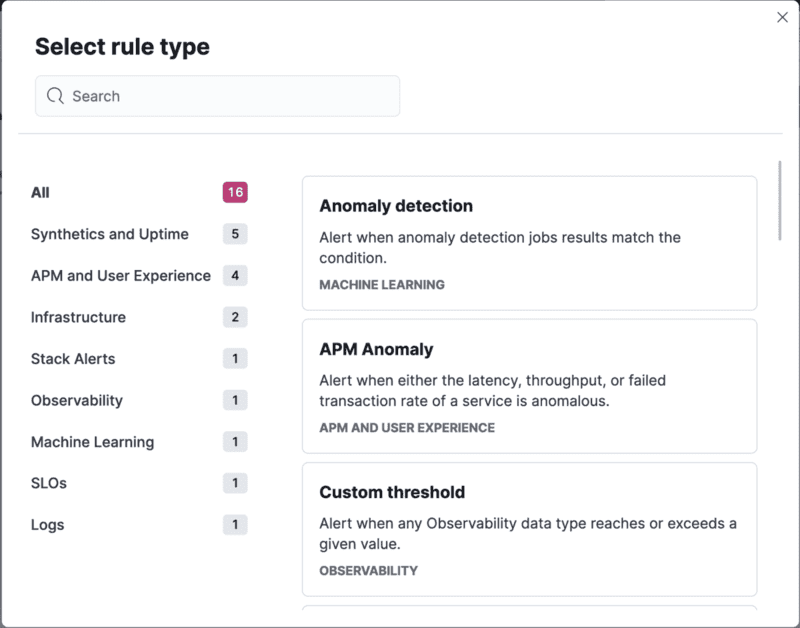 Select rule type
Search
All 16
Synthetics and Uptime 5
APM and User Experience 4
Infrastructure 2
Stack Alerts 1
Observability 1
Machine Learning 1
SLOs 1
Logs 1
Anomaly detection
Alert when anomaly detection jobs results match the
condition.
MACHINE LEARNING
APM Anomaly
Alert when either the latency, throughput, or failed
transaction rate of a service is anomalous.
APM AND USER EXPERIENCE
Custom threshold
Alert when any Observability data type reaches or exceeds a
given value.
OBSERVABILITY